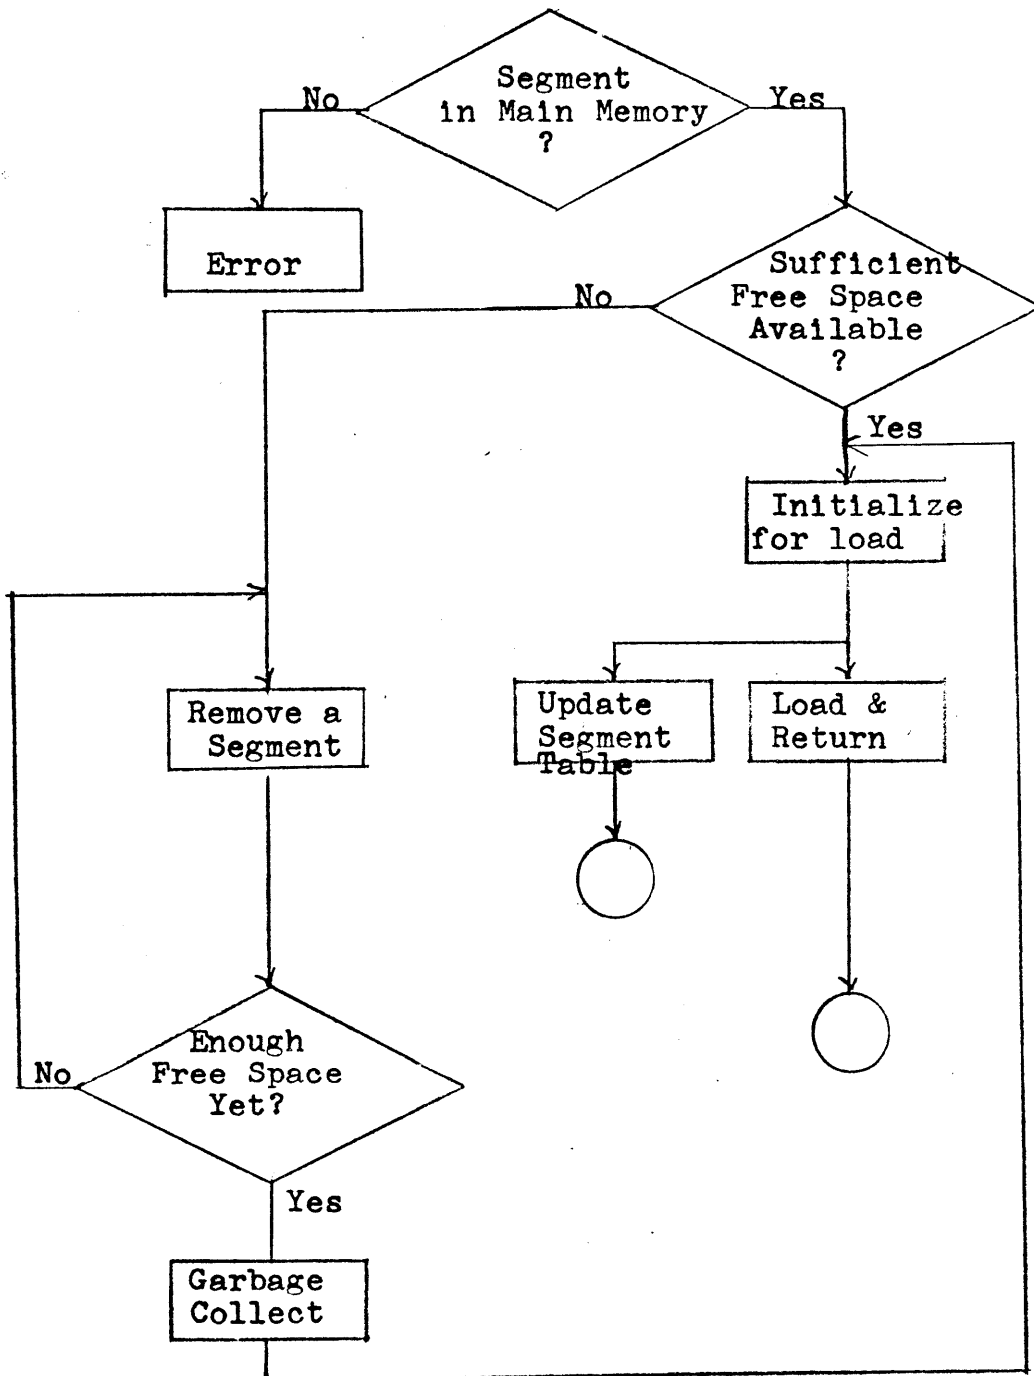 Segment
in Main Memory
?
No
Yes
Error
Sufficient
Free Space
Available
?
No
Yes
Initialize
for load
Remove a
Segment
Update
Segment
Table
Load &
Return
Enough
Free Space
Yet?
No
Yes
Garbage
Collect